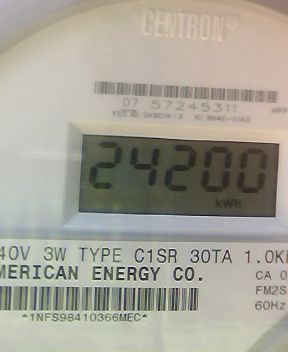 CENTRON®
07 57245311
24200
kWh
40V 3W TYPE C1SR 30TA 1.0K
MERICAN ENERGY CO.
CA 0
FM2S
60Hz
*1NFS98410366MEC*